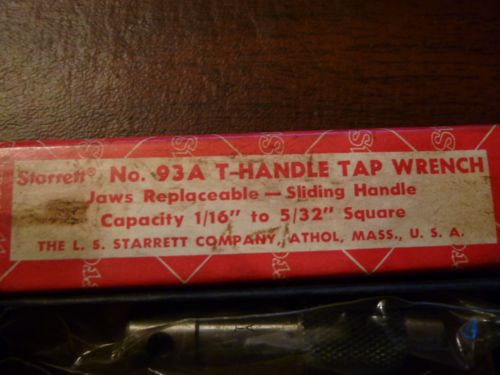 Starrett® No. 93A T-HANDLE TAP WRENCH
Jaws Replaceable — Sliding Handle
Capacity 1/16" to 5/32" Square
THE L. S. STARRETT COMPANY, ATHOL, MASS., U. S. A.